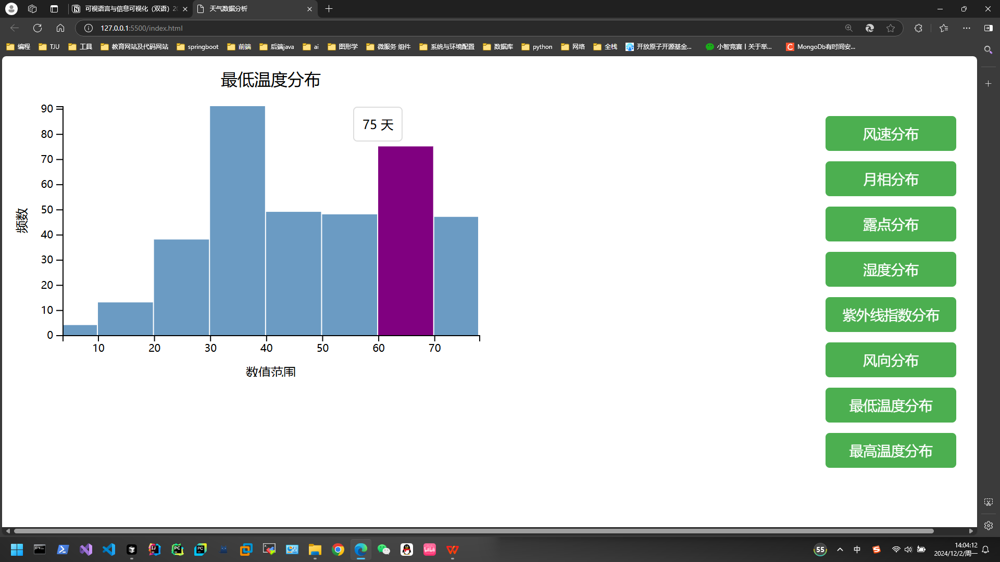 可视语言与信息可视化（双语）20
天气数据分析
127.0.0.1:5500/index.html
编程
TJU
工具
教育网站及代码网站
springboot
前端
后端java
ai
图形学
微服务 组件
系统与环境配置
数据库
python
网络
全栈
开放原子开源基金...
小智竞赛丨关于举...
MongoDb有时间安...
最低温度分布
75 天
90
80
70
60
50
40
30
20
10
0
频数
10
20
30
40
50
60
70
数值范围
风速分布
月相分布
露点分布
湿度分布
紫外线指数分布
风向分布
最低温度分布
最高温度分布
55
中
14:04:12
2024/12/2/周一